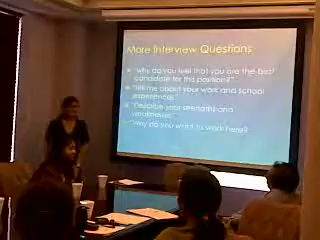 More Interview Questions
"Why do you feel that you are the best
candidate for this position?"
"Tell me about your work and school
experiences"
"Describe your strengths and
weaknesses"
"Why do you want to work here?